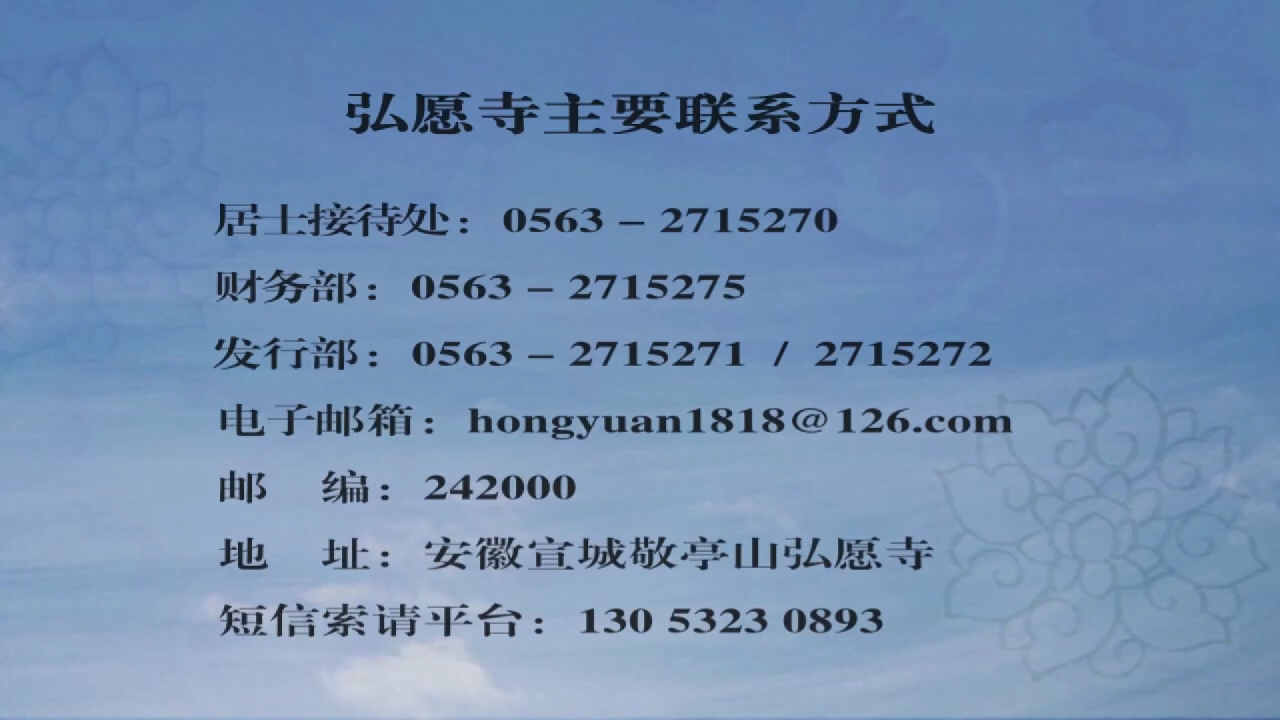 弘愿寺主要联系方式
居士接待处：0563 – 2715270
财务部：0563 – 2715275
发行部：0563 – 2715271 / 2715272
电子邮箱：hongyuan1818@126.com
邮 编：242000
地 址：安徽宣城敬亭山弘愿寺
短信索请平台：130 5323 0893